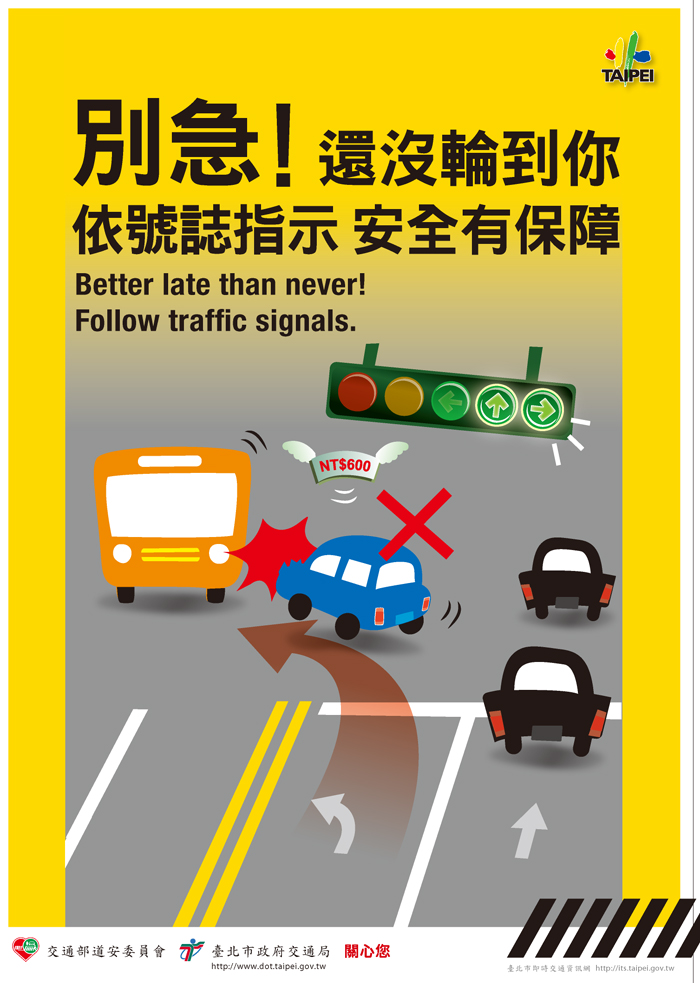 TAIPEI
別急！還沒輪到你
依號誌指示 安全有保障
Better late than never!
Follow traffic signals.
NT$600
交通部道安委員會 臺北市政府交通局 關心您
http://www.dot.taipei.gov.tw
臺北市即時交通資訊網 http://its.taipei.gov.tw